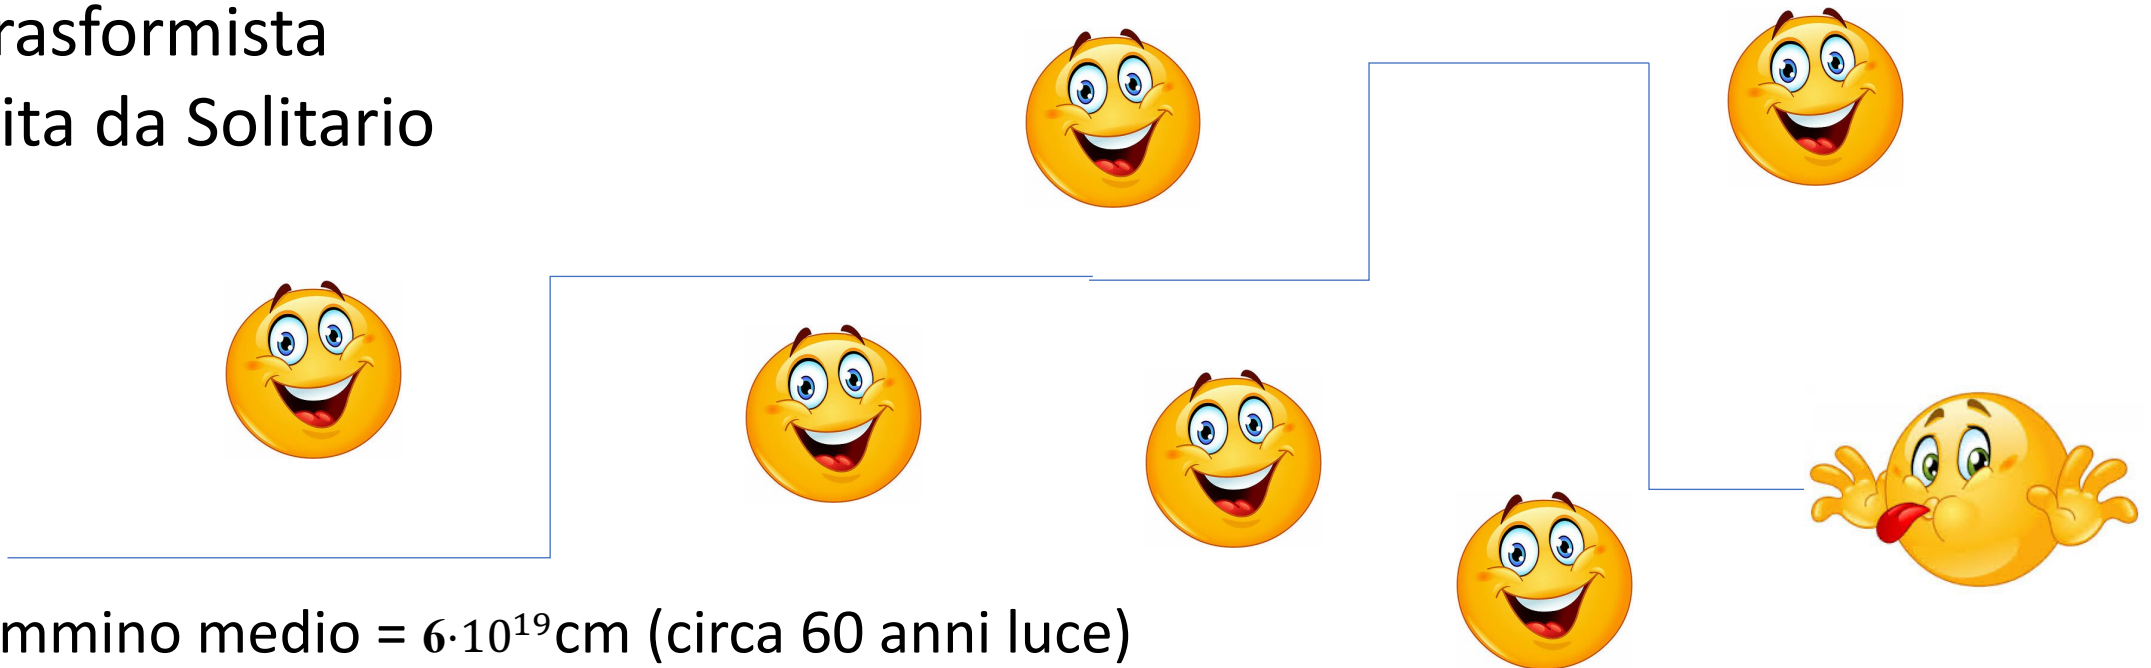 rasformista
ita da Solitario
mmino medio = 6·10¹⁹cm (circa 60 anni luce)